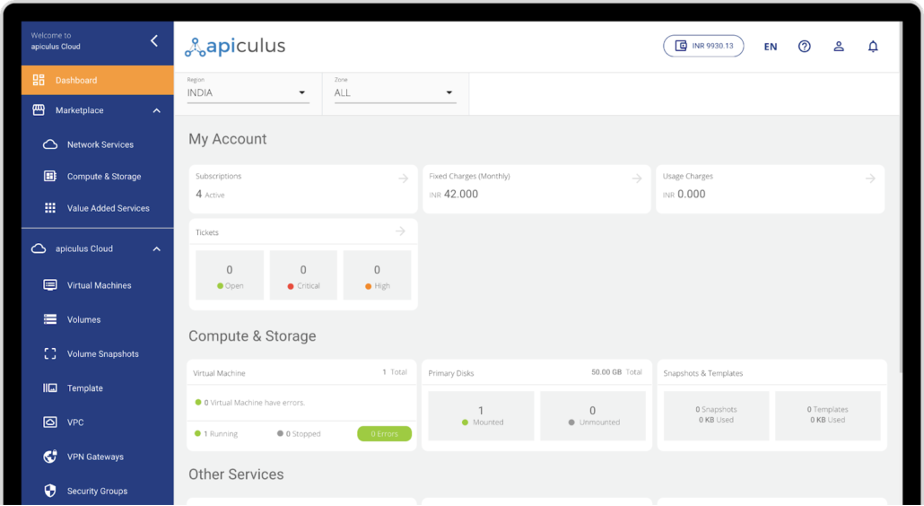 Welcome to
apiculus Cloud
apiculus
INR 9930.13
EN
Dashboard
Marketplace
Network Services
Compute & Storage
Value Added Services
apiculus Cloud
Virtual Machines
Volumes
Volume Snapshots
Template
VPC
VPN Gateways
Security Groups
Region
INDIA
Zone
ALL
My Account
Subscriptions
4 Active
Fixed Charges (Monthly)
INR 42.000
Usage Charges
INR 0.000
Tickets
0
Open
0
Critical
0
High
Compute & Storage
Virtual Machine
1 Total
0 Virtual Machine have errors.
1 Running
0 Stopped
0 Errors
Primary Disks
50.00 GB Total
1
Mounted
0
Unmounted
Snapshots & Templates
0 Snapshots
0 KB Used
0 Templates
0 KB Used
Other Services